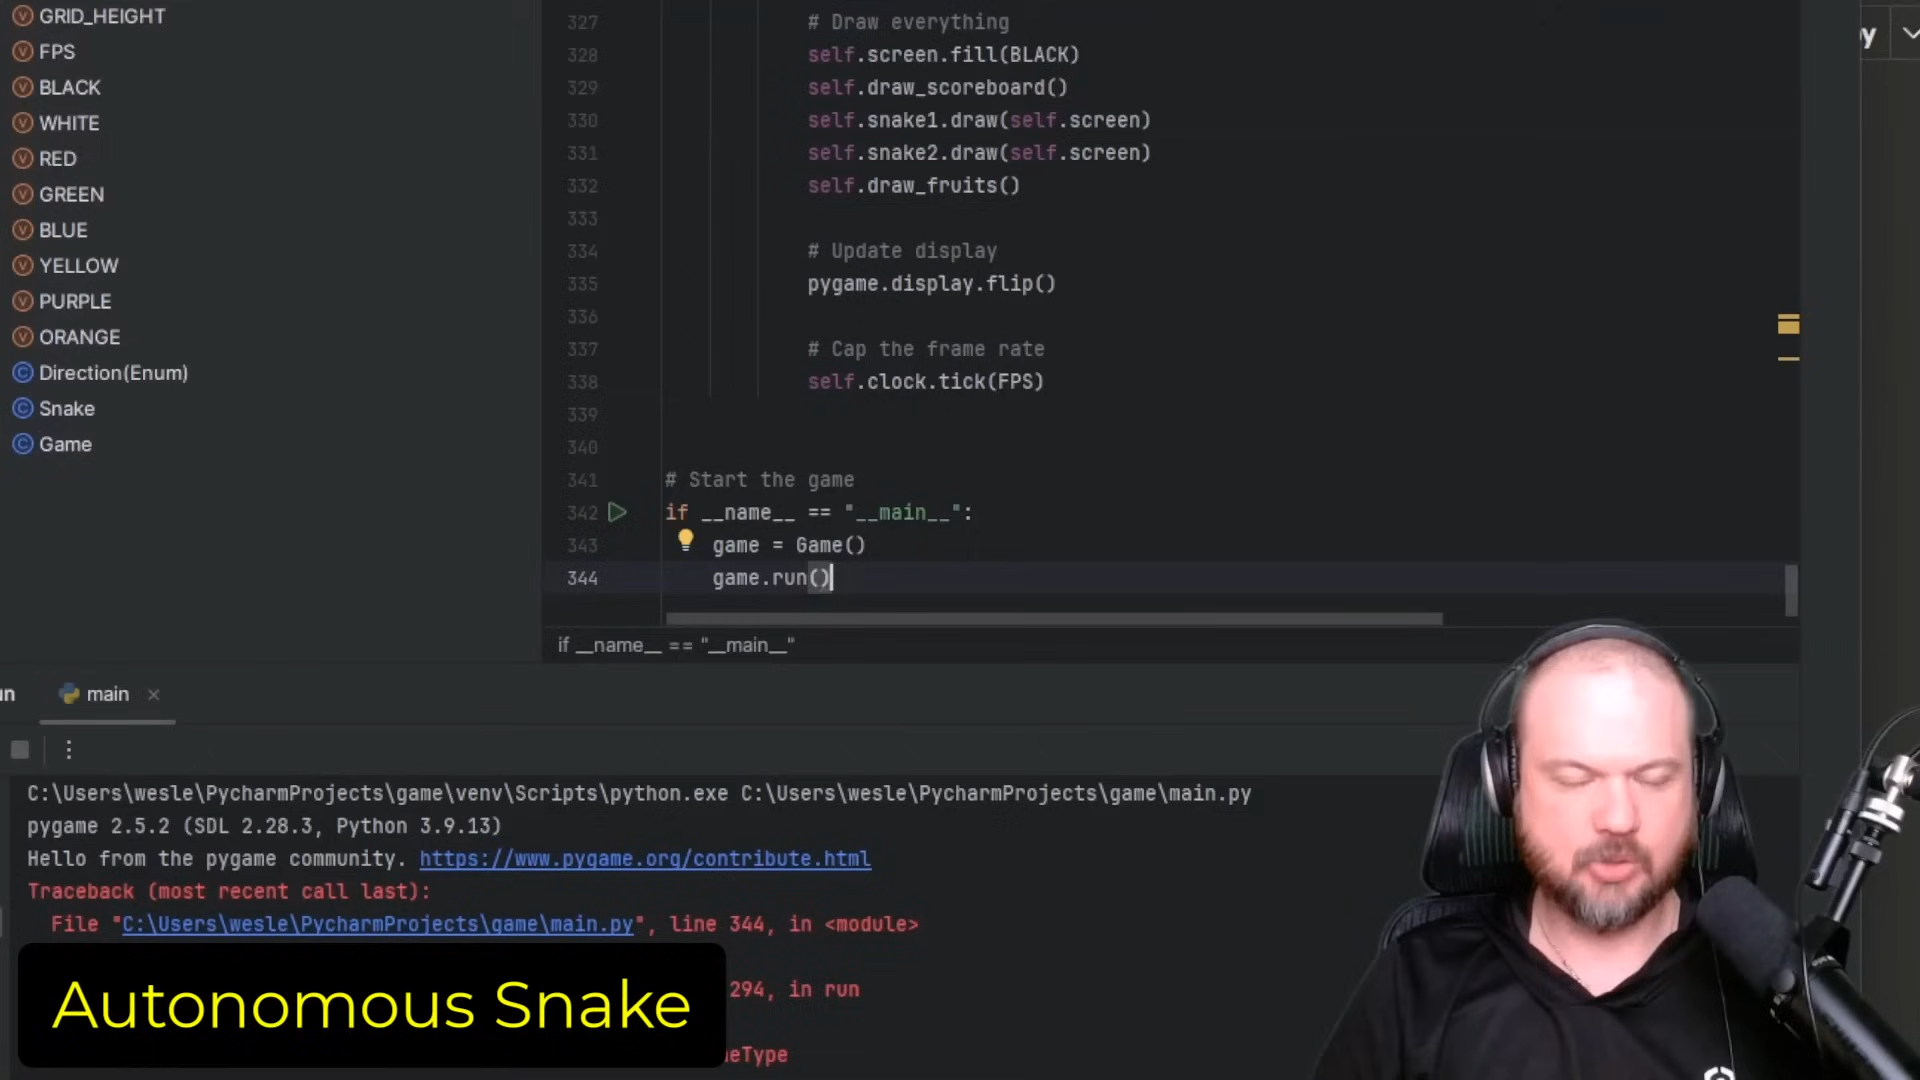 GRID_HEIGHT
FPS
BLACK
WHITE
RED
GREEN
BLUE
YELLOW
PURPLE
ORANGE
Direction(Enum)
Snake
Game
327 # Draw everything
328 self.screen.fill(BLACK)
329 self.draw_scoreboard()
330 self.snake1.draw(self.screen)
331 self.snake2.draw(self.screen)
332 self.draw_fruits()
333
334 # Update display
335 pygame.display.flip()
336
337 # Cap the frame rate
338 self.clock.tick(FPS)
339
340
341 # Start the game
342 if __name__ == "__main__":
343 game = Game()
344 game.run()
if __name__ == "__main__"
main
C:\Users\wesle\PycharmProjects\game\venv\Scripts\python.exe C:\Users\wesle\PycharmProjects\game\main.py
pygame 2.5.2 (SDL 2.28.3, Python 3.9.13)
Hello from the pygame community. https://www.pygame.org/contribute.html
Traceback (most recent call last):
File "C:\Users\wesle\PycharmProjects\game\main.py", line 344, in <module>
294, in run
eType
Autonomous Snake